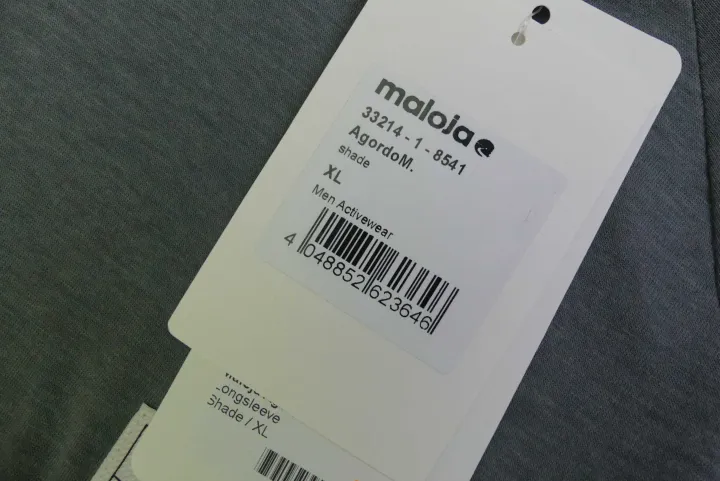 maloja
33214 - 1 - 8541
AgordoM.
shade
XL
Men Activewear
4 048852 623646
Longsleeve
Shade / XL